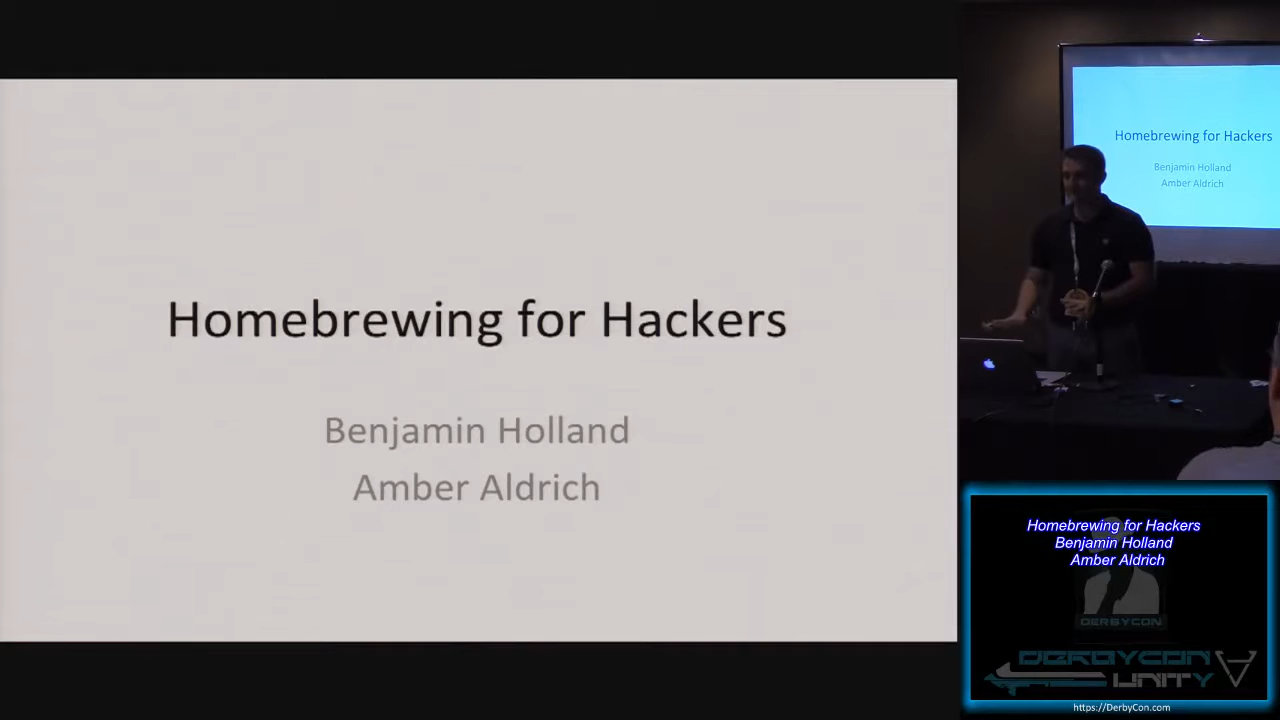 Homebrewing for Hackers
Benjamin Holland
Amber Aldrich
Homebrewing for Hackers
Benjamin Holland
Amber Aldrich
Homebrewing for Hackers
Benjamin Holland
Amber Aldrich
DERBYCON
DERBYCON
UNITY
https://DerbyCon.com